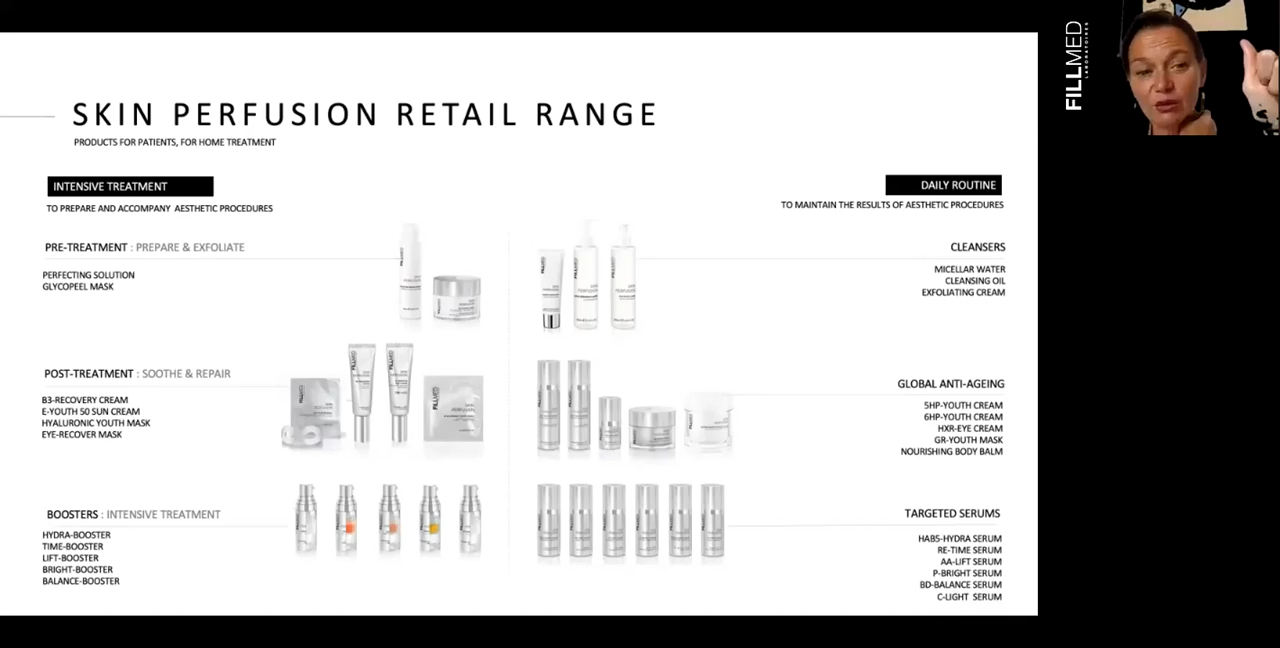 SKIN PERFUSION RETAIL RANGE
PRODUCTS FOR PATIENTS, FOR HOME TREATMENT
INTENSIVE TREATMENT
TO PREPARE AND ACCOMPANY AESTHETIC PROCEDURES
PRE-TREATMENT : PREPARE & EXFOLIATE
PERFECTING SOLUTION
GLYCOPEEL MASK
POST-TREATMENT : SOOTHE & REPAIR
B3-RECOVERY CREAM
E-YOUTH 50 SUN CREAM
HYALURONIC YOUTH MASK
EYE-RECOVER MASK
BOOSTERS : INTENSIVE TREATMENT
HYDRA-BOOSTER
TIME-BOOSTER
LIFT-BOOSTER
BRIGHT-BOOSTER
BALANCE-BOOSTER
DAILY ROUTINE
TO MAINTAIN THE RESULTS OF AESTHETIC PROCEDURES
CLEANSERS
MICELLAR WATER
CLEANSING OIL
EXFOLIATING CREAM
GLOBAL ANTI-AGEING
5HP-YOUTH CREAM
6HP-YOUTH CREAM
HXR-EYE CREAM
GR-YOUTH MASK
NOURISHING BODY BALM
TARGETED SERUMS
HAB5-HYDRA SERUM
RE-TIME SERUM
AA-LIFT SERUM
P-BRIGHT SERUM
BD-BALANCE SERUM
C-LIGHT SERUM
FILLMED
LABORATOIRES